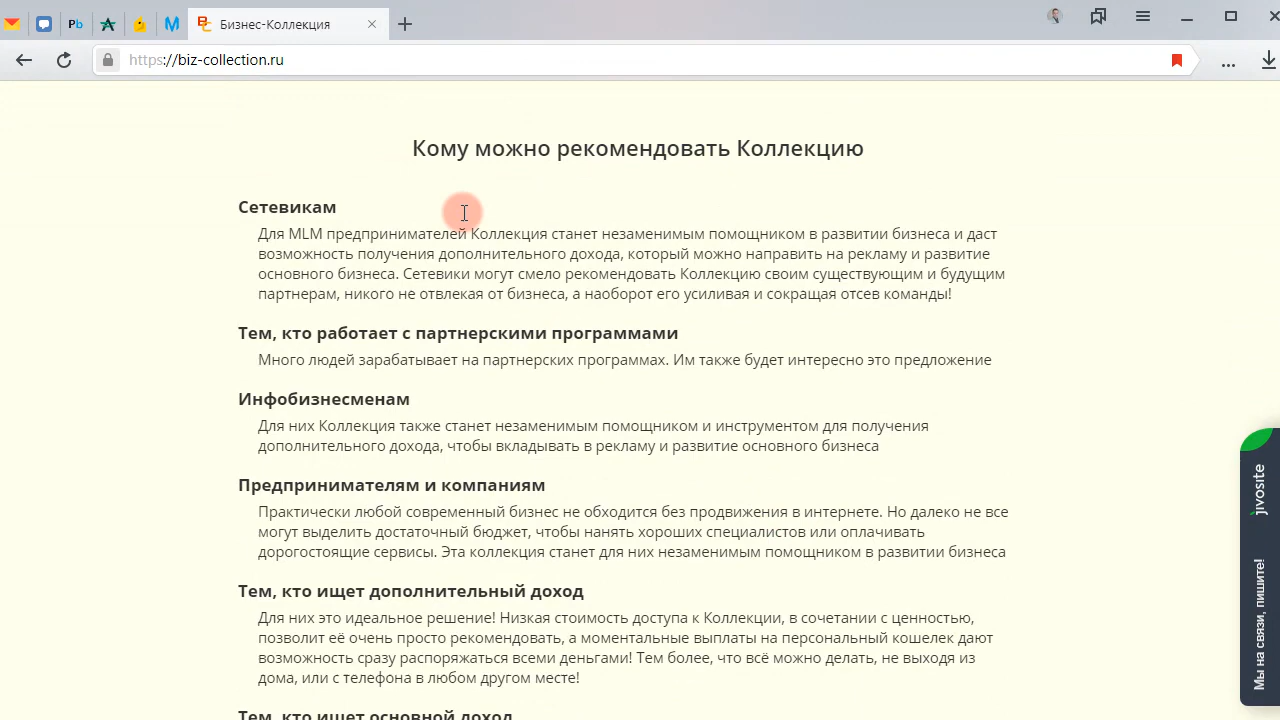 Pb
Бизнес-Коллекция
https://biz-collection.ru
Кому можно рекомендовать Коллекцию
Сетевикам
Для MLM предпринимателей Коллекция станет незаменимым помощником в развитии бизнеса и даст
возможность получения дополнительного дохода, который можно направить на рекламу и развитие
основного бизнеса. Сетевики могут смело рекомендовать Коллекцию своим существующим и будущим
партнерам, никого не отвлекая от бизнеса, а наоборот его усиливая и сокращая отсев команды!
Тем, кто работает с партнерскими программами
Много людей зарабатывает на партнерских программах. Им также будет интересно это предложение
Инфобизнесменам
Для них Коллекция также станет незаменимым помощником и инструментом для получения
дополнительного дохода, чтобы вкладывать в рекламу и развитие основного бизнеса
Предпринимателям и компаниям
Практически любой современный бизнес не обходится без продвижения в интернете. Но далеко не все
могут выделить достаточный бюджет, чтобы нанять хороших специалистов или оплачивать
дорогостоящие сервисы. Эта коллекция станет для них незаменимым помощником в развитии бизнеса
Тем, кто ищет дополнительный доход
Для них это идеальное решение! Низкая стоимость доступа к Коллекции, в сочетании с ценностью,
позволит её очень просто рекомендовать, а моментальные выплаты на персональный кошелек дают
возможность сразу распоряжаться всеми деньгами! Тем более, что всё можно делать, не выходя из
дома, или с телефона в любом другом месте!
Тем, кто ищет основной доход
jivosite
Мы на связи, пишите!